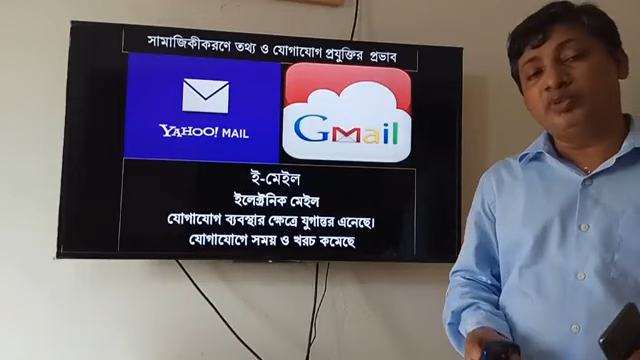 সামাজিকীকরণে তথ্য ও যোগাযোগ প্রযুক্তির প্রভাব
YAHOO! MAIL
Gmail
ই-মেইল
ইলেক্ট্রনিক মেইল
যোগাযোগ ব্যবস্থার ক্ষেত্রে যুগান্তর এনেছে।
যোগাযোগে সময় ও খরচ কমেছে